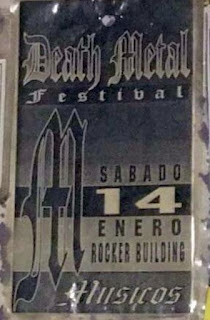 Death Metal
Festival
M
SABADO
14
ENERO
ROCKER BUILDING
Musicos